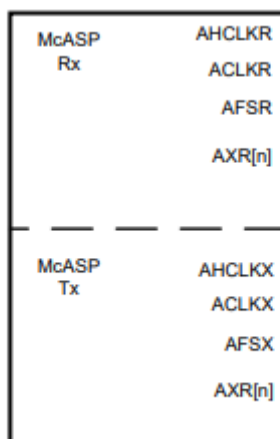 McASP
Rx
AHCLKR
ACLKR
AFSR
AXR[n]
McASP
Tx
AHCLKX
ACLKX
AFSX
AXR[n]